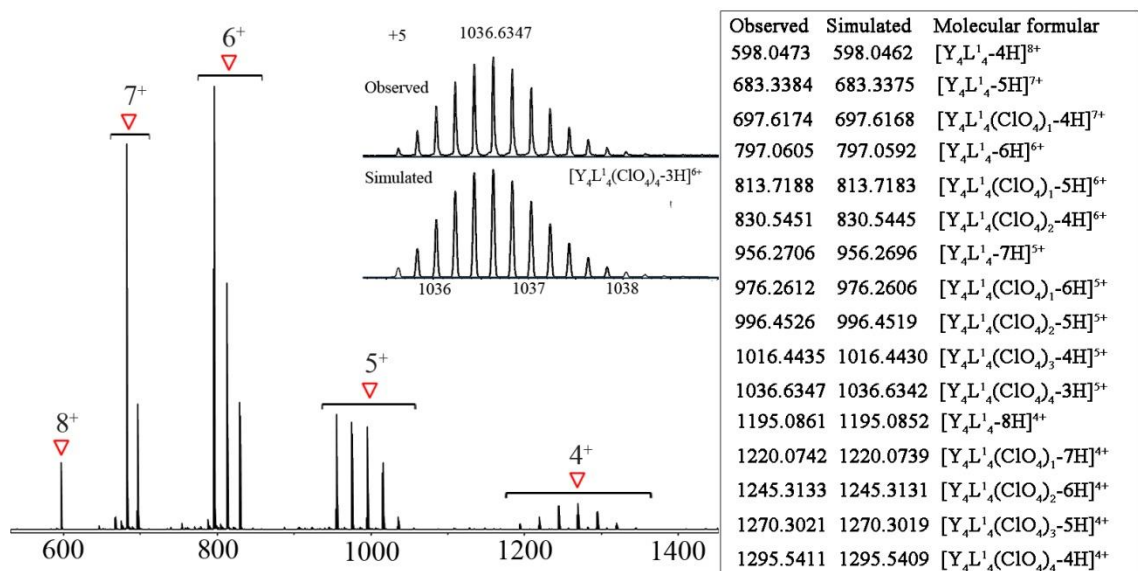 6⁺
+5 1036.6347
7⁺
Observed
Simulated [Y₄L¹₄(ClO₄)₄-3H]⁶⁺
1036 1037 1038
5⁺
8⁺
4⁺
600 800 1000 1200 1400
Observed Simulated Molecular formular
598.0473 598.0462 [Y₄L¹₄-4H]⁸⁺
683.3384 683.3375 [Y₄L¹₄-5H]⁷⁺
697.6174 697.6168 [Y₄L¹₄(ClO₄)₁-4H]⁷⁺
797.0605 797.0592 [Y₄L¹₄-6H]⁶⁺
813.7188 813.7183 [Y₄L¹₄(ClO₄)₁-5H]⁶⁺
830.5451 830.5445 [Y₄L¹₄(ClO₄)₂-4H]⁶⁺
956.2706 956.2696 [Y₄L¹₄-7H]⁵⁺
976.2612 976.2606 [Y₄L¹₄(ClO₄)₁-6H]⁵⁺
996.4526 996.4519 [Y₄L¹₄(ClO₄)₂-5H]⁵⁺
1016.4435 1016.4430 [Y₄L¹₄(ClO₄)₃-4H]⁵⁺
1036.6347 1036.6342 [Y₄L¹₄(ClO₄)₄-3H]⁵⁺
1195.0861 1195.0852 [Y₄L¹₄-8H]⁴⁺
1220.0742 1220.0739 [Y₄L¹₄(ClO₄)₁-7H]⁴⁺
1245.3133 1245.3131 [Y₄L¹₄(ClO₄)₂-6H]⁴⁺
1270.3021 1270.3019 [Y₄L¹₄(ClO₄)₃-5H]⁴⁺
1295.5411 1295.5409 [Y₄L¹₄(ClO₄)₄-4H]⁴⁺